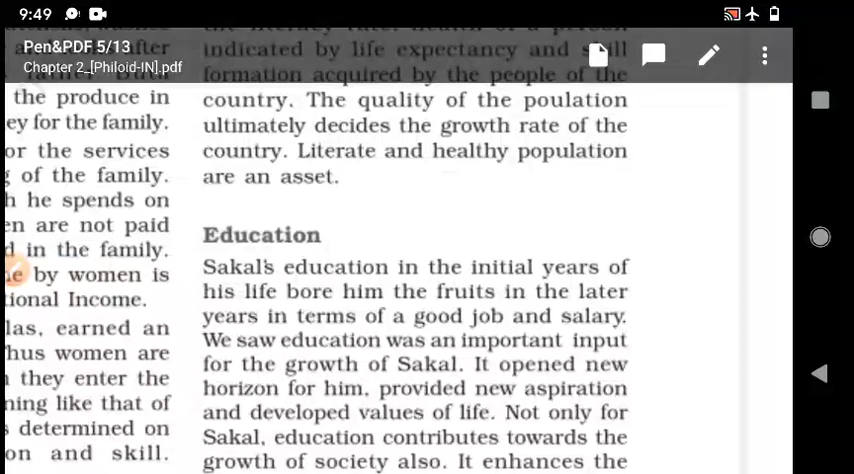 9:49
Pen&PDF 5/13
Chapter 2_[Philoid-IN].pdf
after
the produce in
ey for the family.
or the services
of the family.
h he spends on
en are not paid
d in the family.
e by women is
tional Income.
las, earned an
Thus women are
they enter the
ning like that of
s determined on
on and skill.
indicated by life expectancy and skill
formation acquired by the people of the
country. The quality of the poulation
ultimately decides the growth rate of the
country. Literate and healthy population
are an asset.
Education
Sakal's education in the initial years of
his life bore him the fruits in the later
years in terms of a good job and salary.
We saw education was an important input
for the growth of Sakal. It opened new
horizon for him, provided new aspiration
and developed values of life. Not only for
Sakal, education contributes towards the
growth of society also. It enhances the